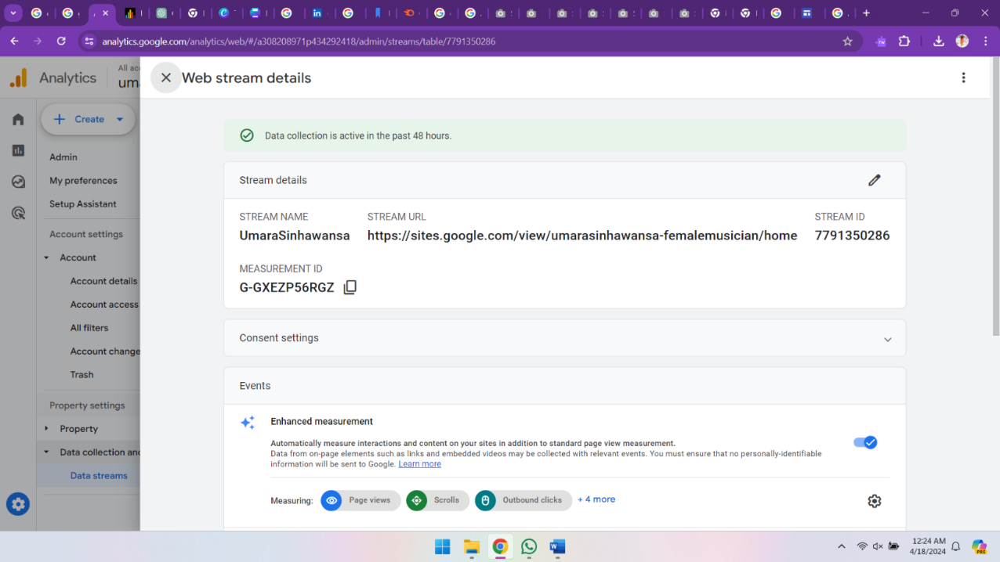 analytics.google.com/analytics/web/#/a308208971p434292418/admin/streams/table/7791350286
Analytics
All acc
uma
Web stream details
Create
Admin
My preferences
Setup Assistant
Account settings
Account
Account details
Account access
All filters
Account change
Trash
Property settings
Property
Data collection and
Data streams
Data collection is active in the past 48 hours.
Stream details
STREAM NAME STREAM URL STREAM ID
UmaraSinhawansa https://sites.google.com/view/umarasinhawansa-femalemusician/home 7791350286
MEASUREMENT ID
G-GXEZP56RGZ
Consent settings
Events
Enhanced measurement
Automatically measure interactions and content on your sites in addition to standard page view measurement.
Data from on-page elements such as links and embedded videos may be collected with relevant events. You must ensure that no personally-identifiable
information will be sent to Google. Learn more
Measuring: Page views Scrolls Outbound clicks + 4 more
12:24 AM
4/18/2024
PRE